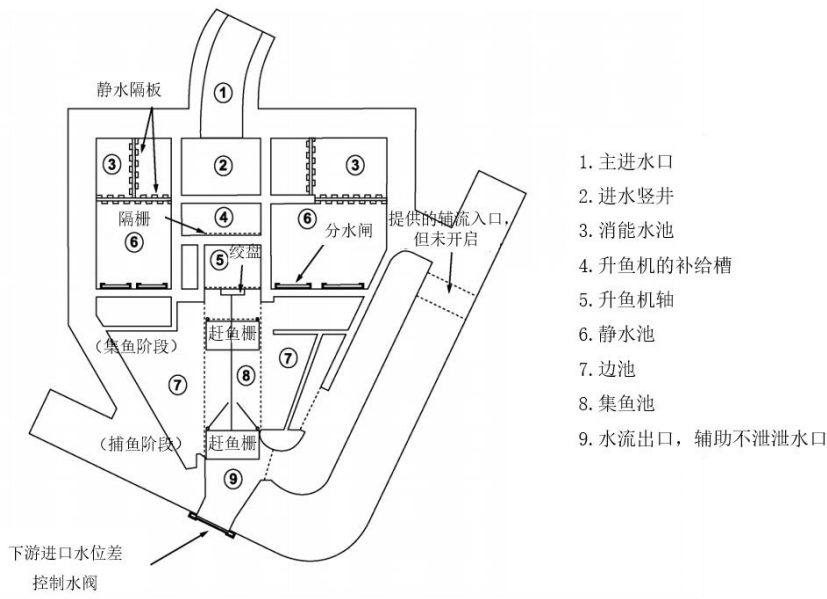 ①
静水隔板
③
②
③
隔栅
④
⑥
⑥
分水闸
提供的辅流入口，
但未开启
⑤
绞盘
（集鱼阶段）
赶鱼栅
⑦
⑦
⑧
（捕鱼阶段）
赶鱼栅
⑨
下游进口水位差
控制水阀
1. 主进水口
2. 进水竖井
3. 消能水池
4. 升鱼机的补给槽
5. 升鱼机轴
6. 静水池
7. 边池
8. 集鱼池
9. 水流出口，辅助不泄泄水口